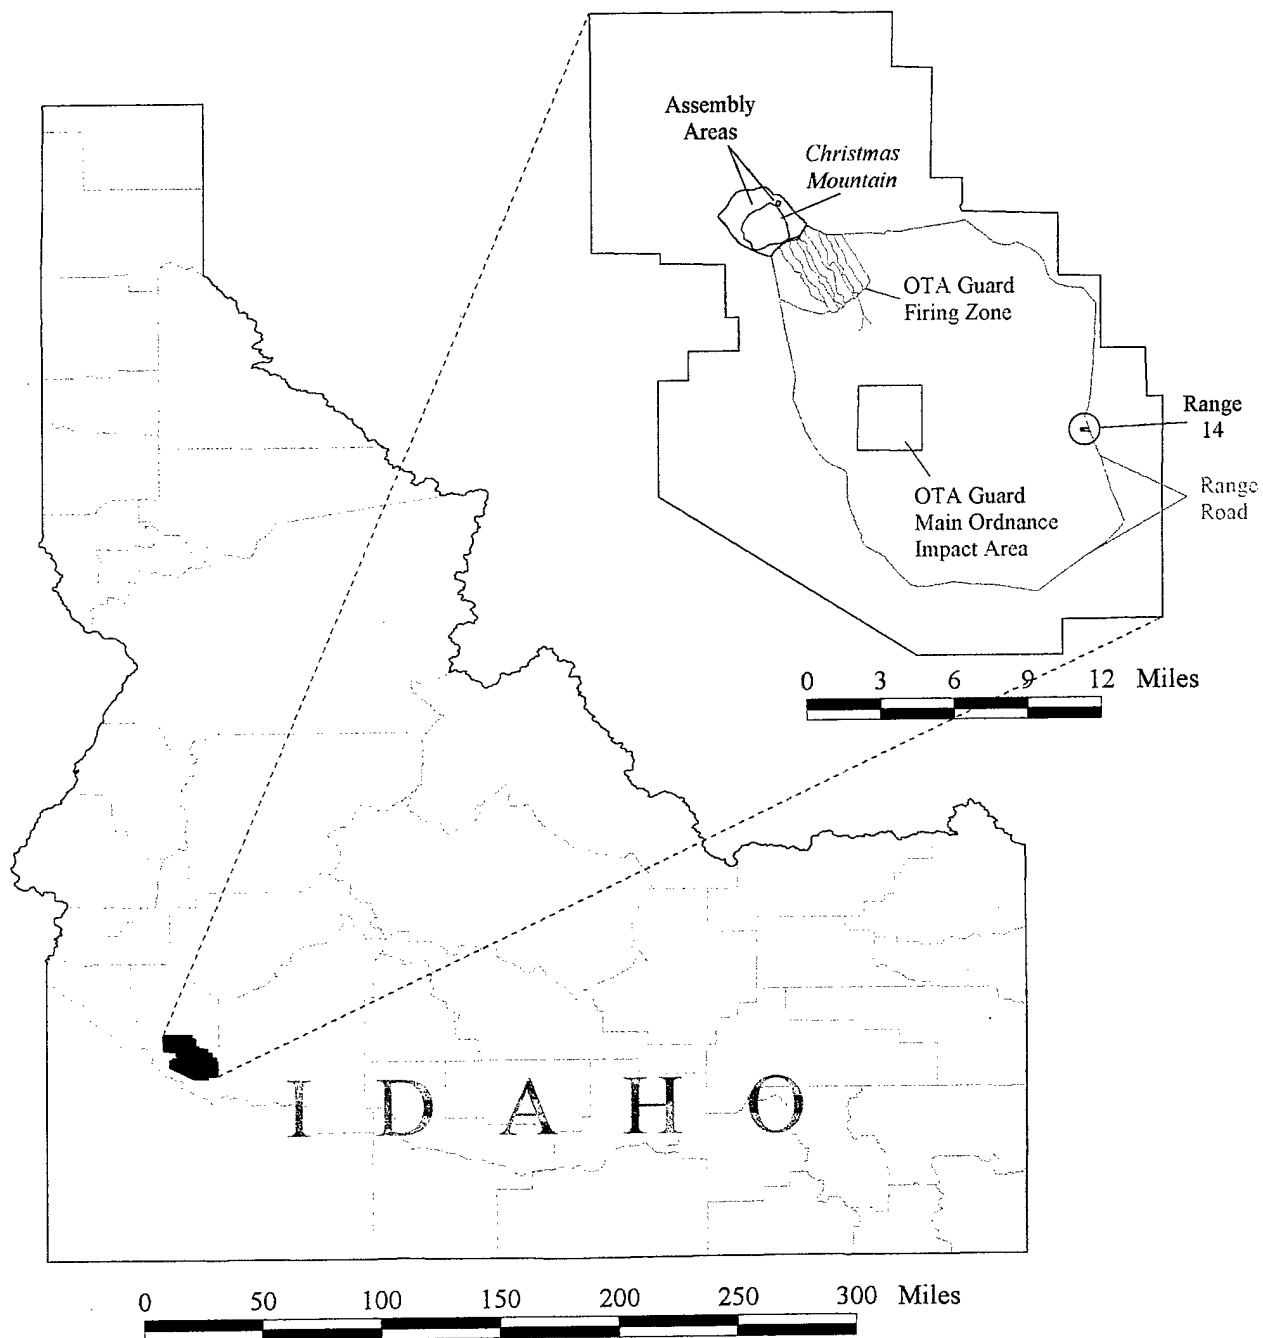 Assembly
Areas
Christmas
Mountain
OTA Guard
Firing Zone
Range
14
OTA Guard
Main Ordnance
Impact Area
Range
Road
0 3 6 9 12 Miles
I D A H O
0 50 100 150 200 250 300 Miles